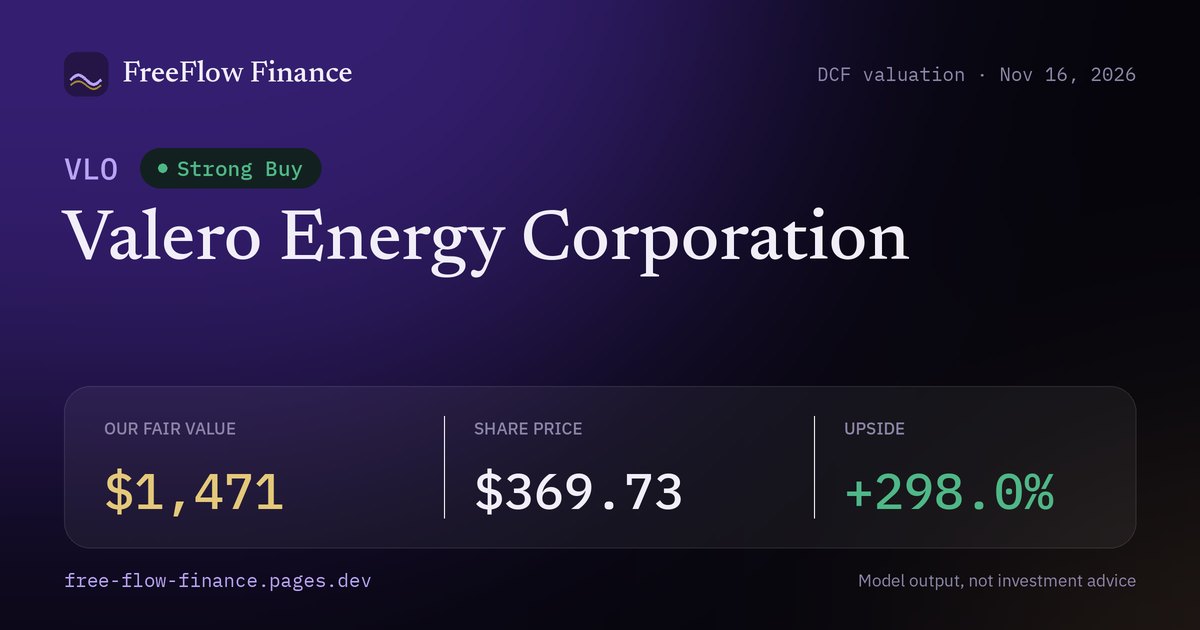 FreeFlow Finance
DCF valuation · Nov 16, 2026
VLO
Strong Buy
Valero Energy Corporation
OUR FAIR VALUE
$1,471
SHARE PRICE
$369.73
UPSIDE
+298.0%
free-flow-finance.pages.dev
Model output, not investment advice